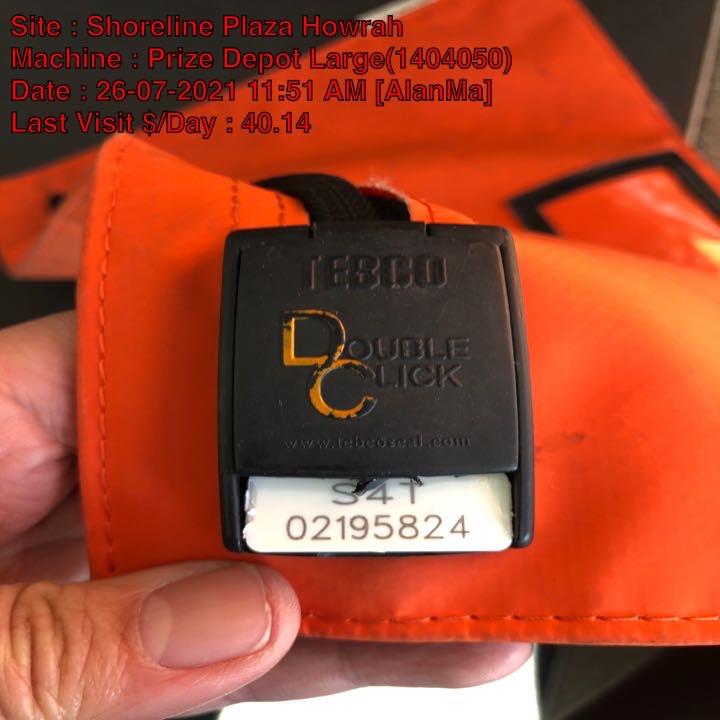 Site : Shoreline Plaza Howrah
Machine : Prize Depot Large(1404050)
Date : 26-07-2021 11:51 AM [AlanMa]
Last Visit $/Day : 40.14
TEBCO
DOUBLE
CLICK
www.tebcoseal.com
S4T
02195824